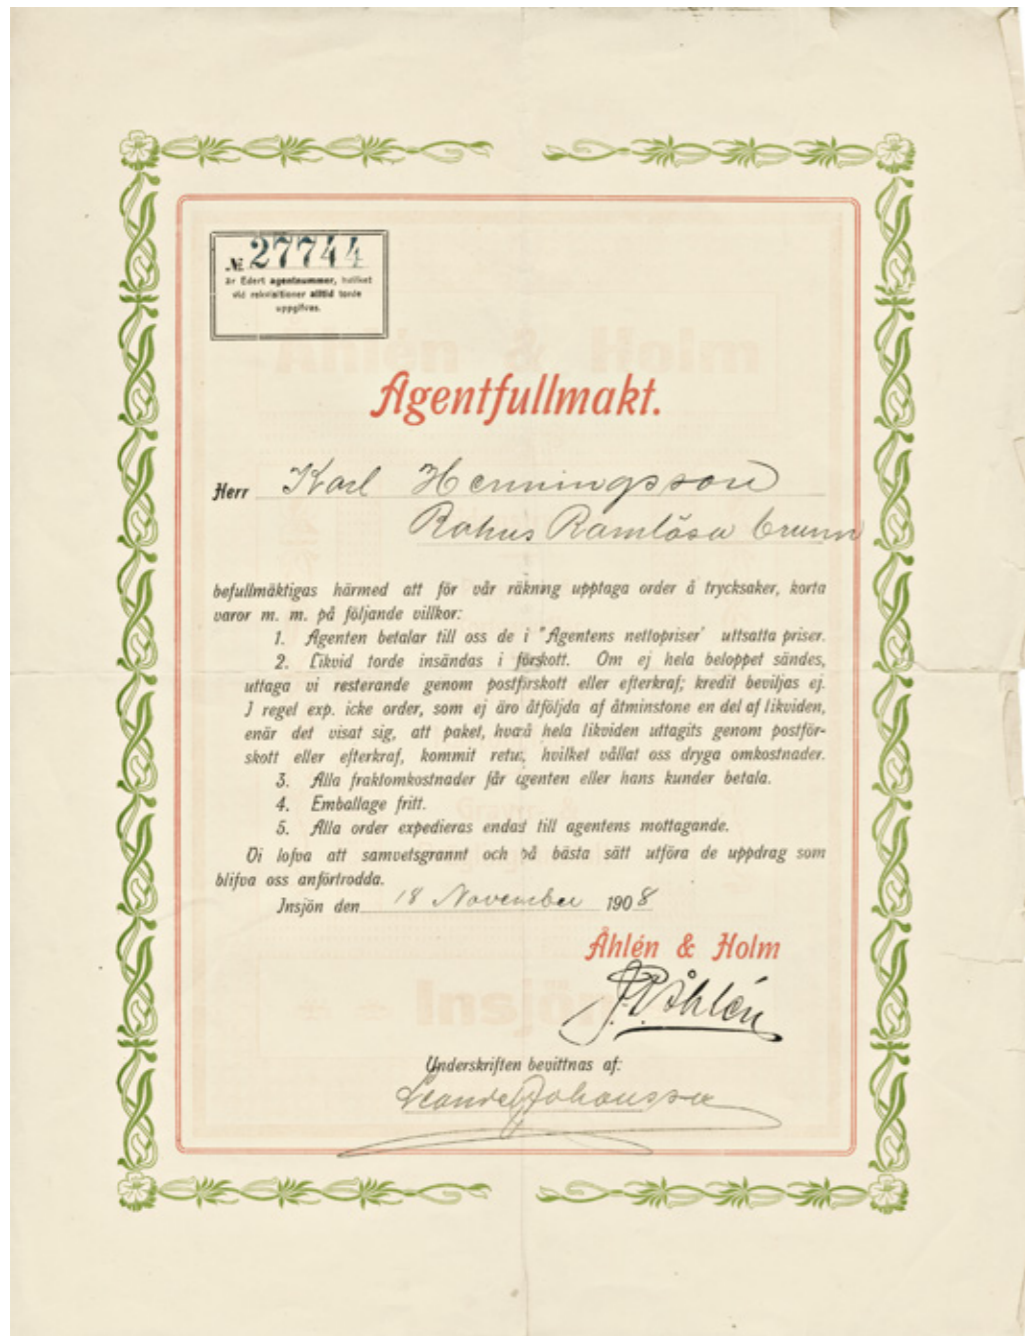 № 27744
är Edert agentnummer, hvilket
vid rekvisitioner alltid torde
uppgifvas.
Agentfullmakt.
Herr Karl Henningsson
Råhus Ramlösa brunn
befullmäktigas härmed att för vår räkning upptaga order å trycksaker, korta
varor m. m. på följande villkor:
1. Agenten betalar till oss de i "Agentens nettopriser" uttsatta priser.
2. Likvid torde insändas i förskott. Om ej hela beloppet sändes,
uttaga vi resterande genom postförskott eller efterkraf; kredit beviljas ej.
I regel exp. icke order, som ej äro åtföljda af åtminstone en del af likviden,
enär det visat sig, att paket, hvarå hela likviden uttagits genom postför-
skott eller efterkraf, kommit retur, hvilket vållat oss dryga omkostnader.
3. Alla fraktomkostnader får agenten eller hans kunder betala.
4. Emballage fritt.
5. Alla order expedieras endast till agentens mottagande.
Vi lofva att samvetsgrannt och på bästa sätt utföra de uppdrag som
blifva oss anförtrodda.
Insjön den 18 November 1908
Åhlén & Holm
J. P. Åhlén
Underskriften bevittnas af:
Johansson
Åhlén & Holm
Insjön